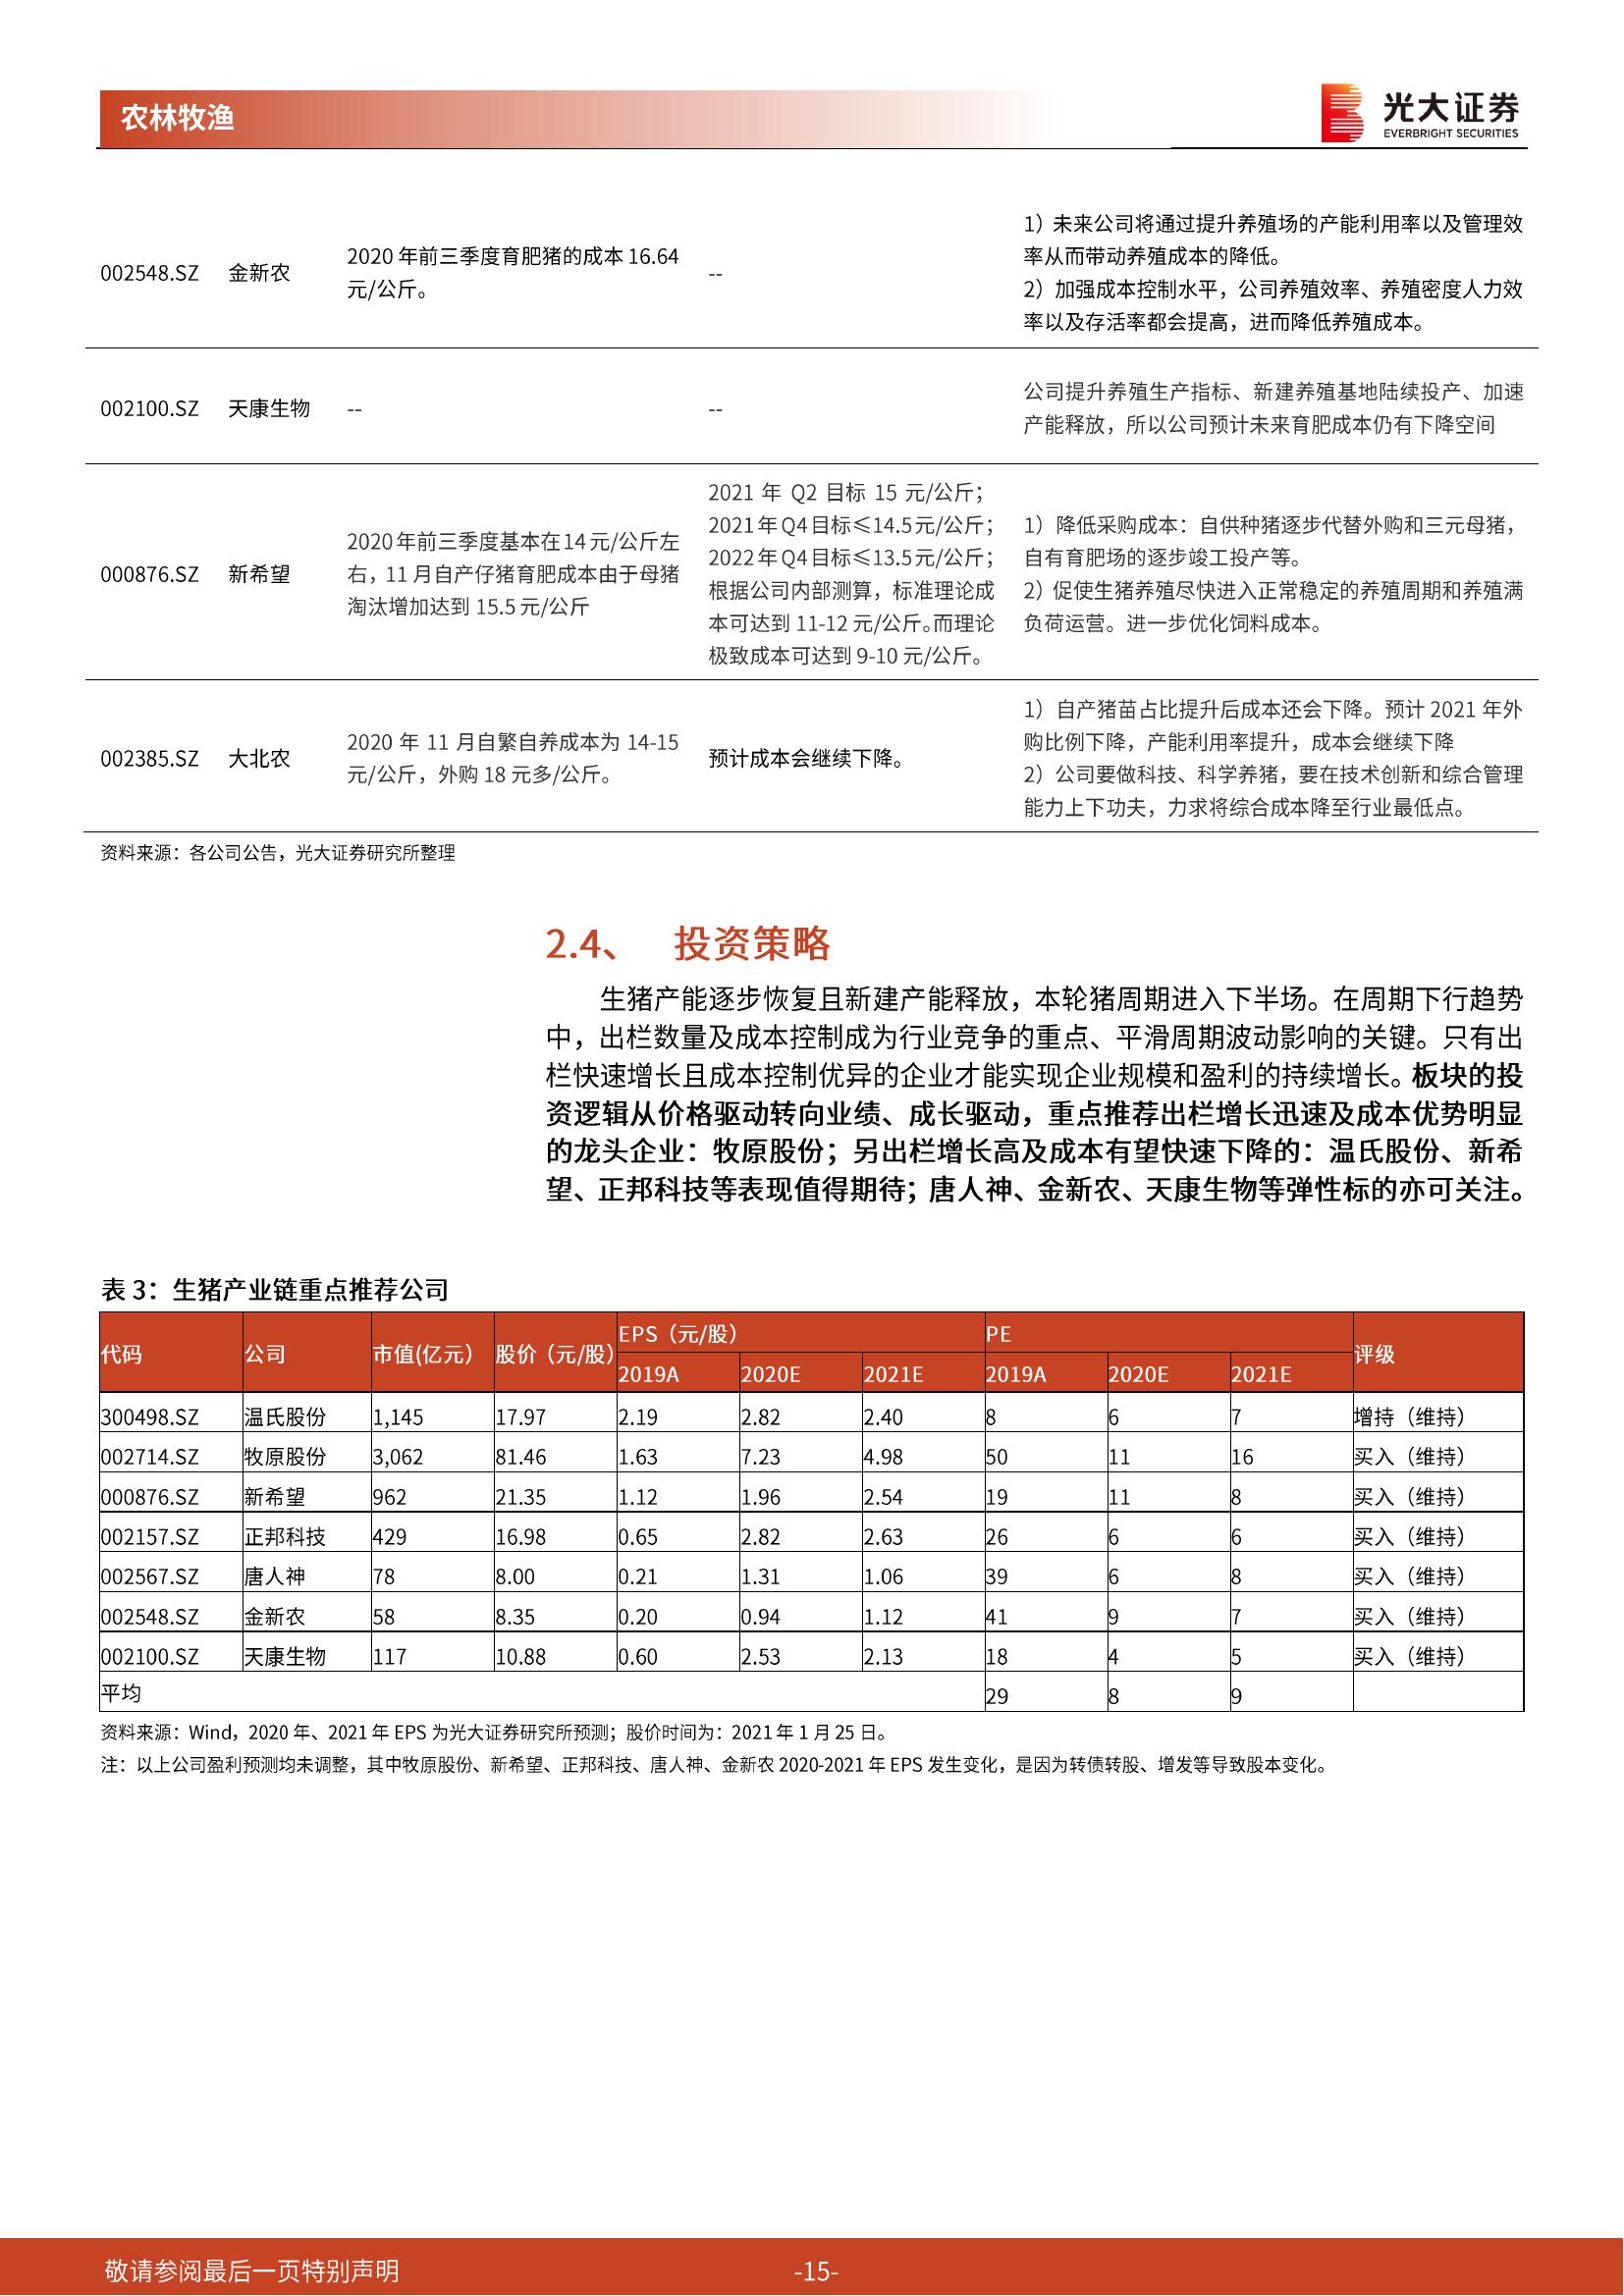 农林牧渔
光大证券
EVERBRIGHT SECURITIES
002548.SZ 金新农
2020 年前三季度育肥猪的成本 16.64
元/公斤。
--
1）未来公司将通过提升养殖场的产能利用率以及管理效
率从而带动养殖成本的降低。
2）加强成本控制水平，公司养殖效率、养殖密度人力效
率以及存活率都会提高，进而降低养殖成本。
002100.SZ 天康生物 -- --
公司提升养殖生产指标、新建养殖基地陆续投产、加速
产能释放，所以公司预计未来育肥成本仍有下降空间
000876.SZ 新希望
2020 年前三季度基本在 14 元/公斤左
右，11 月自产仔猪育肥成本由于母猪
淘汰增加达到 15.5 元/公斤
2021 年 Q2 目标 15 元/公斤；
2021 年 Q4 目标≤14.5 元/公斤；
2022 年 Q4 目标≤13.5 元/公斤；
根据公司内部测算，标准理论成
本可达到 11-12 元/公斤。而理论
极致成本可达到 9-10 元/公斤。
1）降低采购成本：自供种猪逐步代替外购和三元母猪，
自有育肥场的逐步竣工投产等。
2）促使生猪养殖尽快进入正常稳定的养殖周期和养殖满
负荷运营。进一步优化饲料成本。
002385.SZ 大北农
2020 年 11 月自繁自养成本为 14-15
元/公斤，外购 18 元多/公斤。
预计成本会继续下降。
1）自产猪苗占比提升后成本还会下降。预计 2021 年外
购比例下降，产能利用率提升，成本会继续下降
2）公司要做科技、科学养猪，要在技术创新和综合管理
能力上下功夫，力求将综合成本降至行业最低点。
资料来源：各公司公告，光大证券研究所整理
2.4、 投资策略
生猪产能逐步恢复且新建产能释放，本轮猪周期进入下半场。在周期下行趋势
中，出栏数量及成本控制成为行业竞争的重点、平滑周期波动影响的关键。只有出
栏快速增长且成本控制优异的企业才能实现企业规模和盈利的持续增长。板块的投
资逻辑从价格驱动转向业绩、成长驱动，重点推荐出栏增长迅速及成本优势明显
的龙头企业：牧原股份；另出栏增长高及成本有望快速下降的：温氏股份、新希
望、正邦科技等表现值得期待；唐人神、金新农、天康生物等弹性标的亦可关注。
表 3：生猪产业链重点推荐公司
代码 公司 市值(亿元） 股价（元/股） EPS（元/股） PE 评级
2019A 2020E 2021E 2019A 2020E 2021E
300498.SZ 温氏股份 1,145 17.97 2.19 2.82 2.40 8 6 7 增持（维持）
002714.SZ 牧原股份 3,062 81.46 1.63 7.23 4.98 50 11 16 买入（维持）
000876.SZ 新希望 962 21.35 1.12 1.96 2.54 19 11 8 买入（维持）
002157.SZ 正邦科技 429 16.98 0.65 2.82 2.63 26 6 6 买入（维持）
002567.SZ 唐人神 78 8.00 0.21 1.31 1.06 39 6 8 买入（维持）
002548.SZ 金新农 58 8.35 0.20 0.94 1.12 41 9 7 买入（维持）
002100.SZ 天康生物 117 10.88 0.60 2.53 2.13 18 4 5 买入（维持）
平均 29 8 9
资料来源：Wind，2020 年、2021 年 EPS 为光大证券研究所预测；股价时间为：2021 年 1 月 25 日。
注：以上公司盈利预测均未调整，其中牧原股份、新希望、正邦科技、唐人神、金新农 2020-2021 年 EPS 发生变化，是因为转债转股、增发等导致股本变化。
敬请参阅最后一页特别声明
-15-